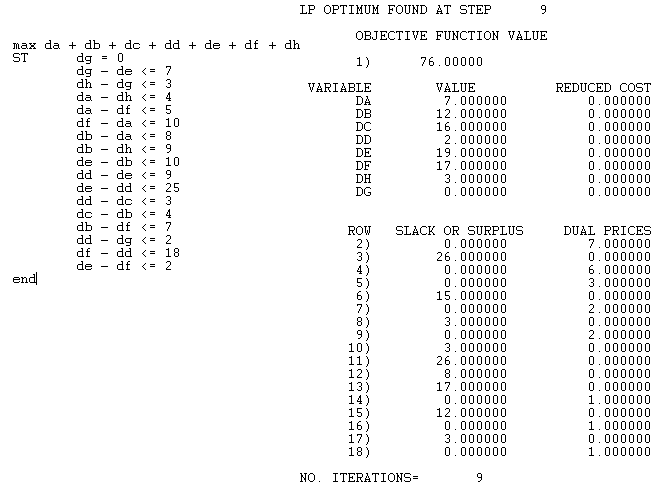 max da + db + dc + dd + de + df + dh
ST dg = 0
dg - de <= 7
dh - dg <= 3
da - dh <= 4
da - df <= 5
df - da <= 10
db - da <= 8
db - dh <= 9
de - db <= 10
dd - de <= 9
de - dd <= 25
dd - dc <= 3
dc - db <= 4
db - df <= 7
dd - dg <= 2
df - dd <= 18
de - df <= 2
end
LP OPTIMUM FOUND AT STEP 9
OBJECTIVE FUNCTION VALUE
1) 76.00000
VARIABLE VALUE REDUCED COST
DA 7.000000 0.000000
DB 12.000000 0.000000
DC 16.000000 0.000000
DD 2.000000 0.000000
DE 19.000000 0.000000
DF 17.000000 0.000000
DH 3.000000 0.000000
DG 0.000000 0.000000
ROW SLACK OR SURPLUS DUAL PRICES
2) 0.000000 7.000000
3) 26.000000 0.000000
4) 0.000000 6.000000
5) 0.000000 3.000000
6) 15.000000 0.000000
7) 0.000000 2.000000
8) 3.000000 0.000000
9) 0.000000 2.000000
10) 3.000000 0.000000
11) 26.000000 0.000000
12) 8.000000 0.000000
13) 17.000000 0.000000
14) 0.000000 1.000000
15) 12.000000 0.000000
16) 0.000000 1.000000
17) 3.000000 0.000000
18) 0.000000 1.000000
NO. ITERATIONS= 9